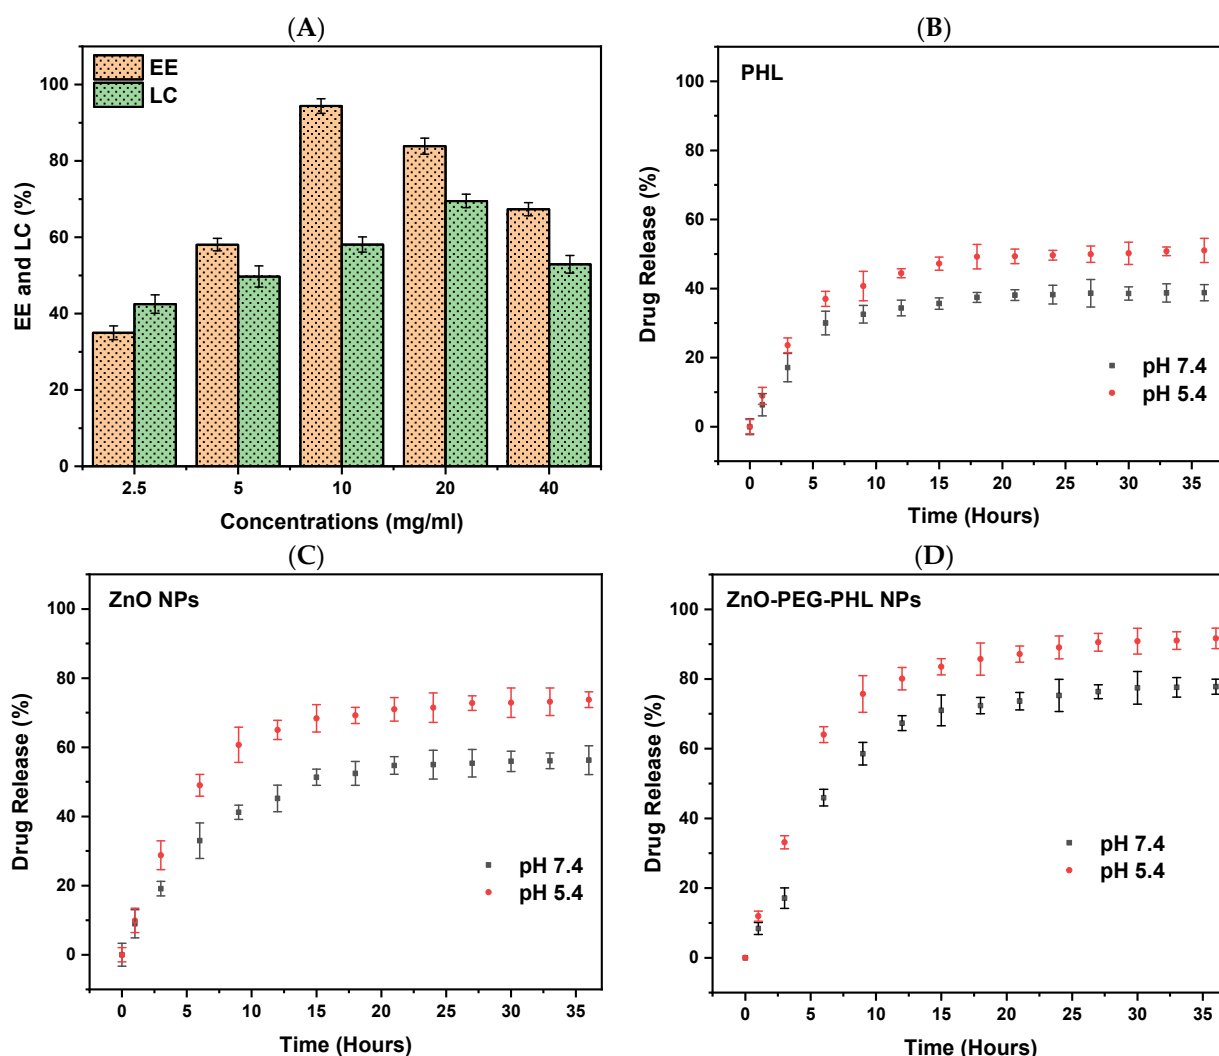 (A)
EE
LC
100
80
60
40
20
0
EE and LC (%)
2.5 5 10 20 40
Concentrations (mg/ml)
(B)
PHL
100
80
60
40
20
0
Drug Release (%)
pH 7.4
pH 5.4
0 5 10 15 20 25 30 35
Time (Hours)
(C)
ZnO NPs
100
80
60
40
20
0
Drug Release (%)
pH 7.4
pH 5.4
0 5 10 15 20 25 30 35
Time (Hours)
(D)
ZnO-PEG-PHL NPs
100
80
60
40
20
0
Drug Release (%)
pH 7.4
pH 5.4
0 5 10 15 20 25 30 35
Time (Hours)